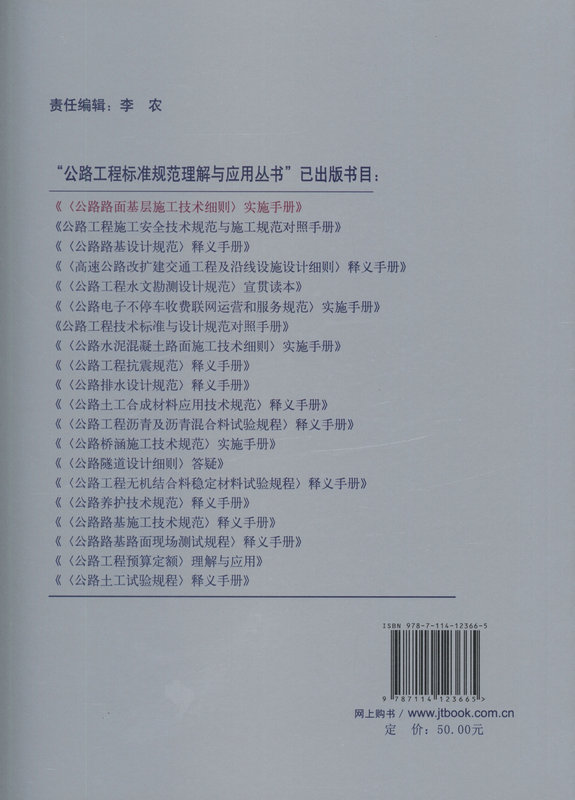 责任编辑：李 农
“公路工程标准规范理解与应用丛书”已出版书目：
《〈公路路面基层施工技术细则〉实施手册》
《公路工程施工安全技术规范与施工规范对照手册》
《〈公路路基设计规范〉释义手册》
《〈高速公路改扩建交通工程及沿线设施设计细则〉释义手册》
《〈公路工程水文勘测设计规范〉宣贯读本》
《〈公路电子不停车收费联网运营和服务规范〉实施手册》
《公路工程技术标准与设计规范对照手册》
《〈公路水泥混凝土路面施工技术细则〉实施手册》
《〈公路工程抗震规范〉释义手册》
《〈公路排水设计规范〉释义手册》
《〈公路土工合成材料应用技术规范〉释义手册》
《〈公路工程沥青及沥青混合料试验规程〉释义手册》
《〈公路桥涵施工技术规范〉实施手册》
《〈公路隧道设计细则〉答疑》
《〈公路工程无机结合料稳定材料试验规程〉释义手册》
《〈公路养护技术规范〉释义手册》
《〈公路路基施工技术规范〉释义手册》
《〈公路路基路面现场测试规程〉释义手册》
《〈公路工程预算定额〉理解与应用》
《〈公路土工试验规程〉释义手册》
ISBN 978-7-114-12366-5
9 787114 123665>
网上购书/www.jtbook.com.cn
定 价：50.00元